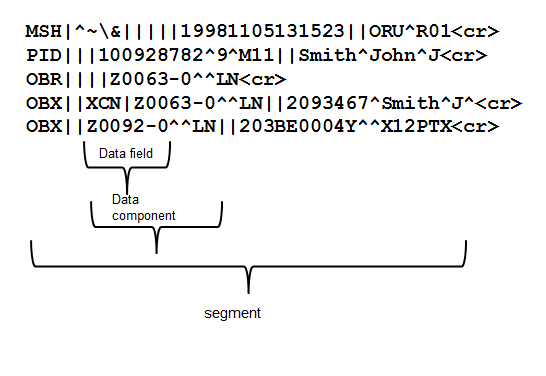 MSH|^~\&|||||19981105131523||ORU^R01<cr>
PID|||100928782^9^M11||Smith^John^J<cr>
OBR||||Z0063-0^^LN<cr>
OBX||XCN|Z0063-0^^LN||2093467^Smith^J^<cr>
OBX||Z0092-0^^LN||203BE0004Y^^X12PTX<cr>
Data field
Data
component
segment